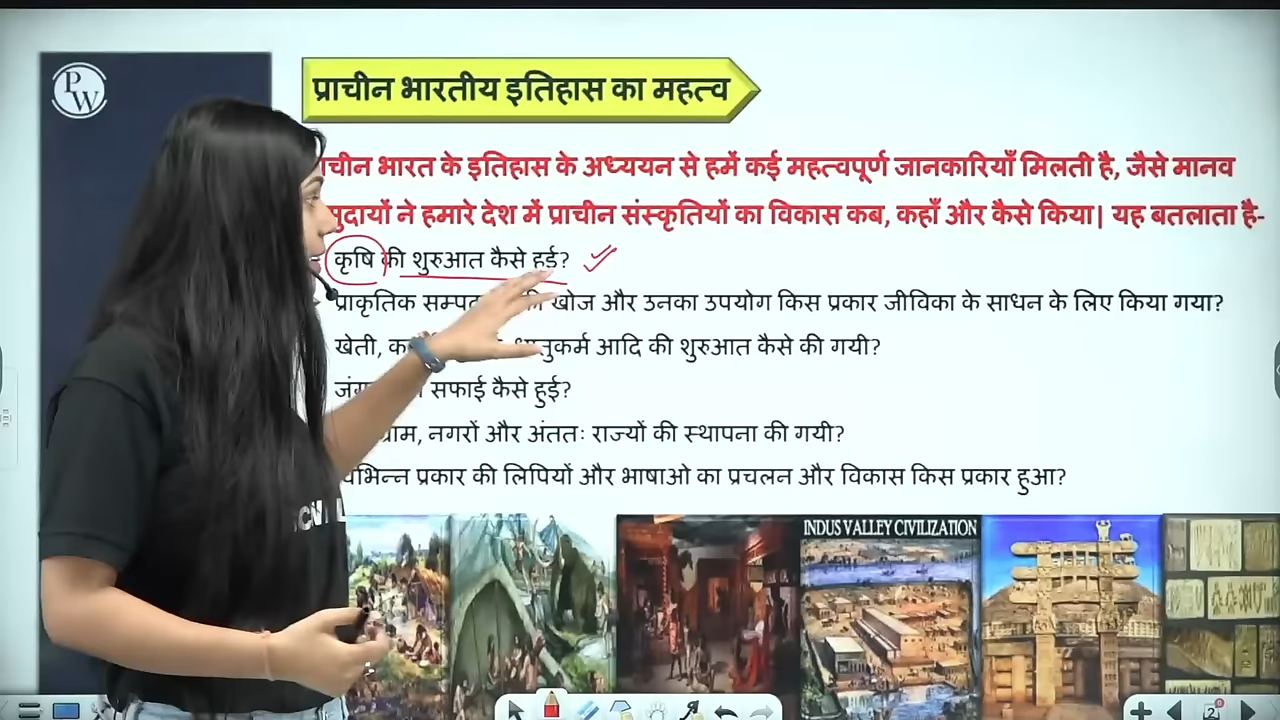 PW
प्राचीन भारतीय इतिहास का महत्व
चीन भारत के इतिहास के अध्ययन से हमें कई महत्वपूर्ण जानकारियाँ मिलती है, जैसे मानव
मुदायों ने हमारे देश में प्राचीन संस्कृतियों का विकास कब, कहाँ और कैसे किया| यह बतलाता है-
कृषि की शुरुआत कैसे हुई?
प्राकृतिक खोज और उनका उपयोग किस प्रकार जीविका के साधन के लिए किया गया?
खेती, आदि की शुरुआत कैसे की गयी?
सफाई कैसे हुई?
ग्राम, नगरों और अंततः राज्यों की स्थापना की गयी?
प्रकार की लिपियों और भाषाओ का प्रचलन और विकास किस प्रकार हुआ?
INDUS VALLEY CIVILIZATION
2